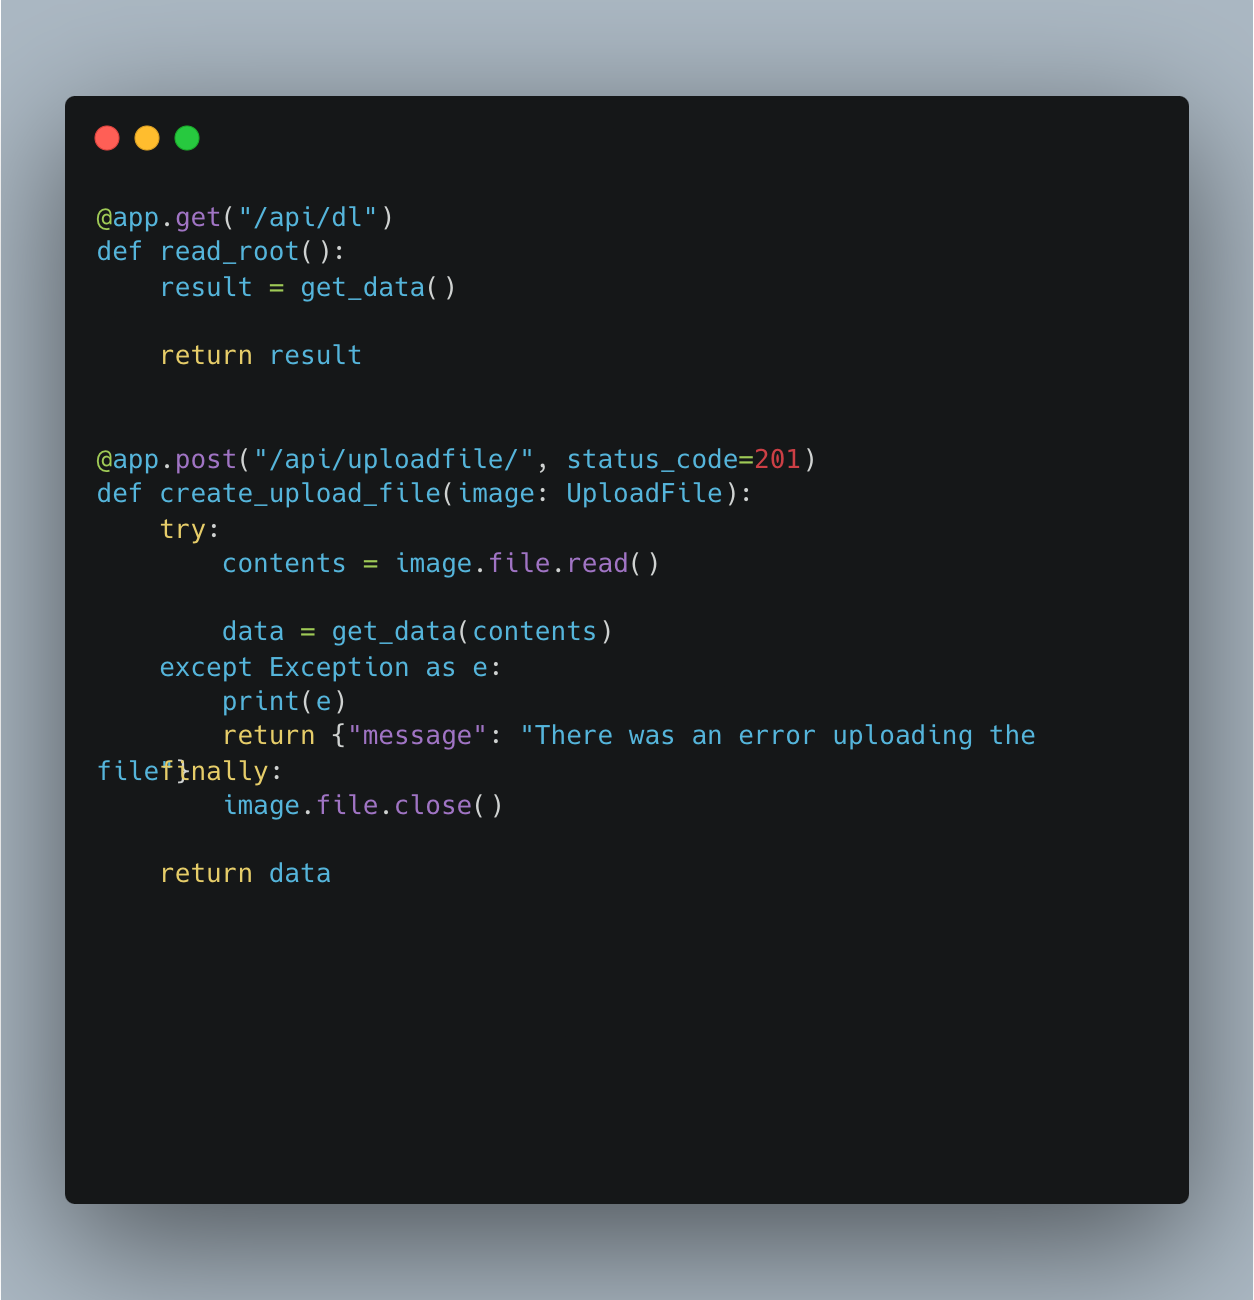 @app.get("/api/dl")
def read_root():
    result = get_data()
    return result
@app.post("/api/uploadfile/", status_code=201)
def create_upload_file(image: UploadFile):
    try:
        contents = image.file.read()
        data = get_data(contents)
    except Exception as e:
        print(e)
        return {"message": "There was an error uploading the
file"}
    finally:
        image.file.close()
    return data